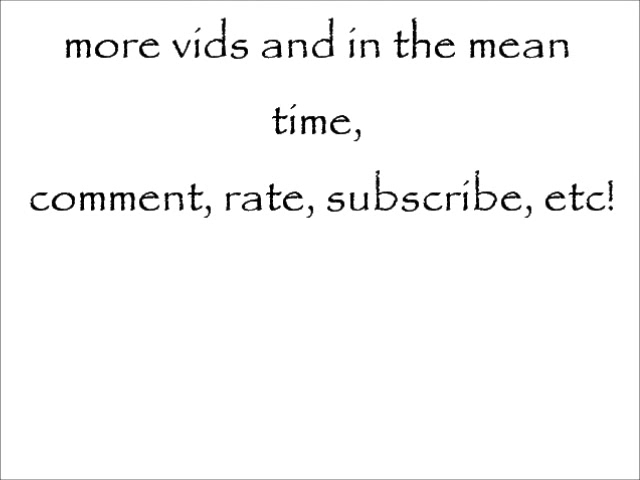 more vids and in the mean
time,
comment, rate, subscribe, etc!